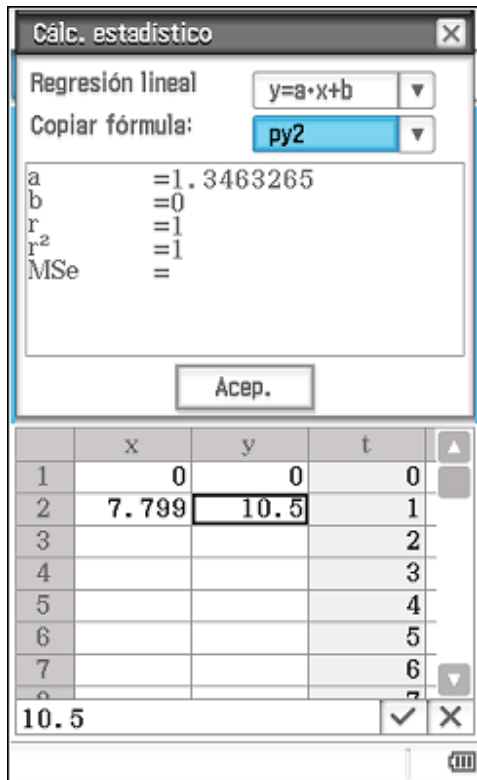 Cálc. estadístico
Regresión lineal y=a•x+b
Copiar fórmula: py2
a =1.3463265
b =0
r =1
r² =1
MSe =
Acep.
x y t
1 0 0 0
2 7.799 10.5 1
3 2
4 3
5 4
6 5
7 6
10.5